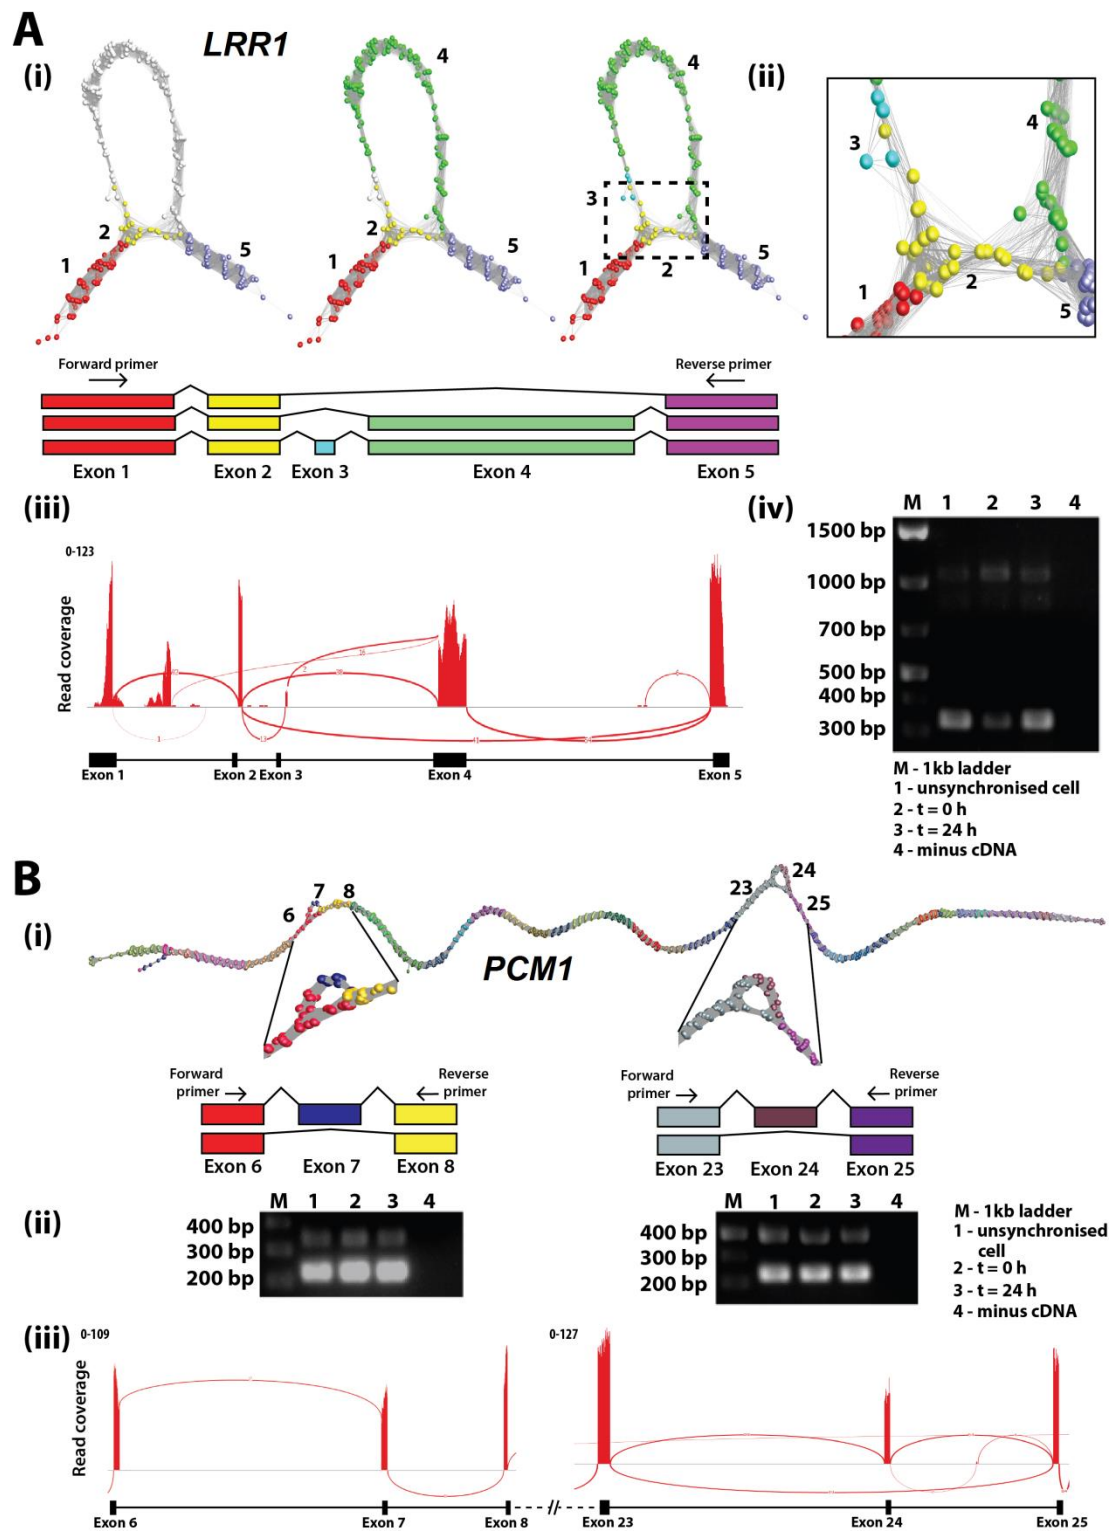 A
LRR1
(i)
(ii)
4
4
3
2
2
2
1
1
1
5
5
3
4
1
2
5
Forward primer
Reverse primer
Exon 1
Exon 2
Exon 3
Exon 4
Exon 5
(iii)
0-123
Read coverage
16
2
13
41
Exon 1
Exon 2
Exon 3
Exon 4
Exon 5
(iv)
M 1 2 3 4
1500 bp
1000 bp
700 bp
500 bp
400 bp
300 bp
M - 1kb ladder
1 - unsynchronised cell
2 - t = 0 h
3 - t = 24 h
4 - minus cDNA
B
(i)
6
7
8
23
24
25
PCM1
Forward
primer
Reverse
primer
Exon 6
Exon 7
Exon 8
Forward
primer
Reverse
primer
Exon 23
Exon 24
Exon 25
(ii)
M 1 2 3 4
400 bp
300 bp
200 bp
M 1 2 3 4
400 bp
300 bp
200 bp
M - 1kb ladder
1 - unsynchronised
cell
2 - t = 0 h
3 - t = 24 h
4 - minus cDNA
(iii)
0-109
Read coverage
0-127
Exon 6
Exon 7
Exon 8
Exon 23
Exon 24
Exon 25